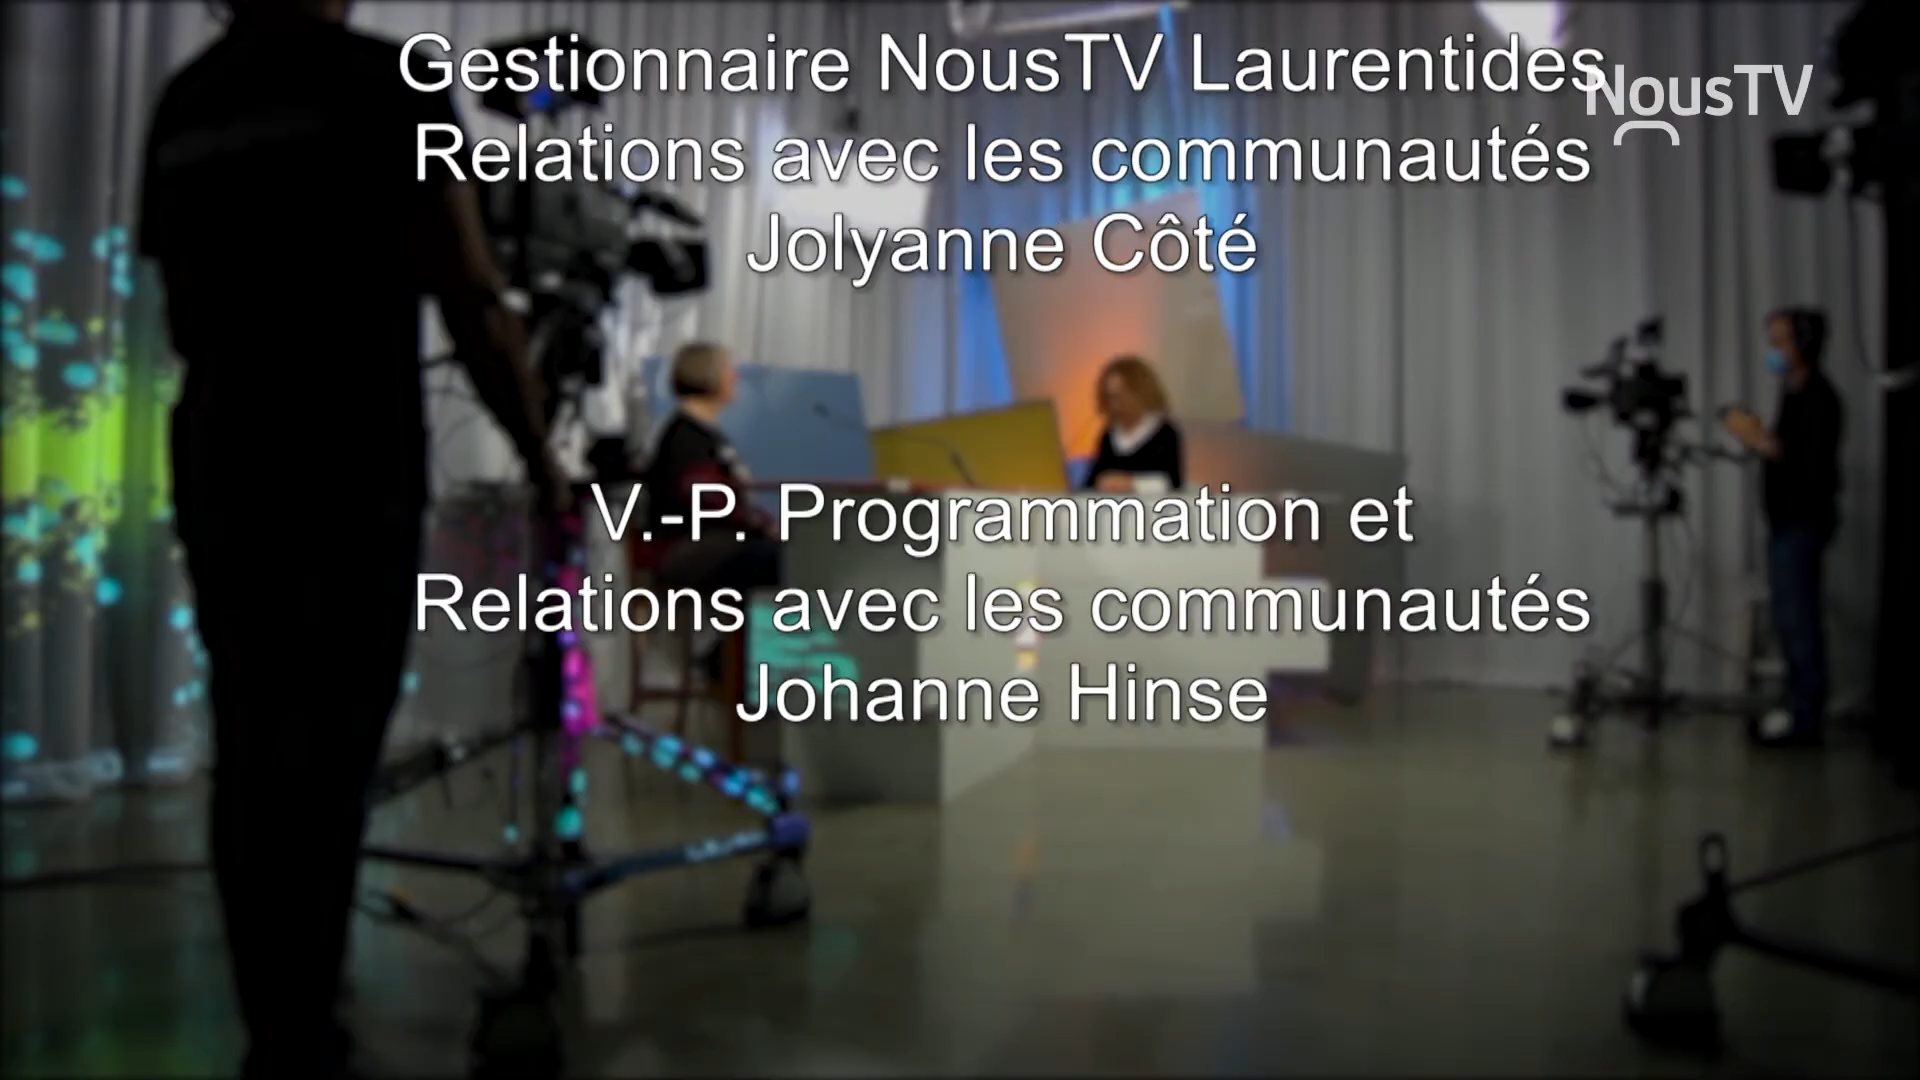 Gestionnaire NousTV Laurentides
NousTV
Relations avec les communautés
Jolyanne Côté
V.-P. Programmation et
Relations avec les communautés
Johanne Hinse